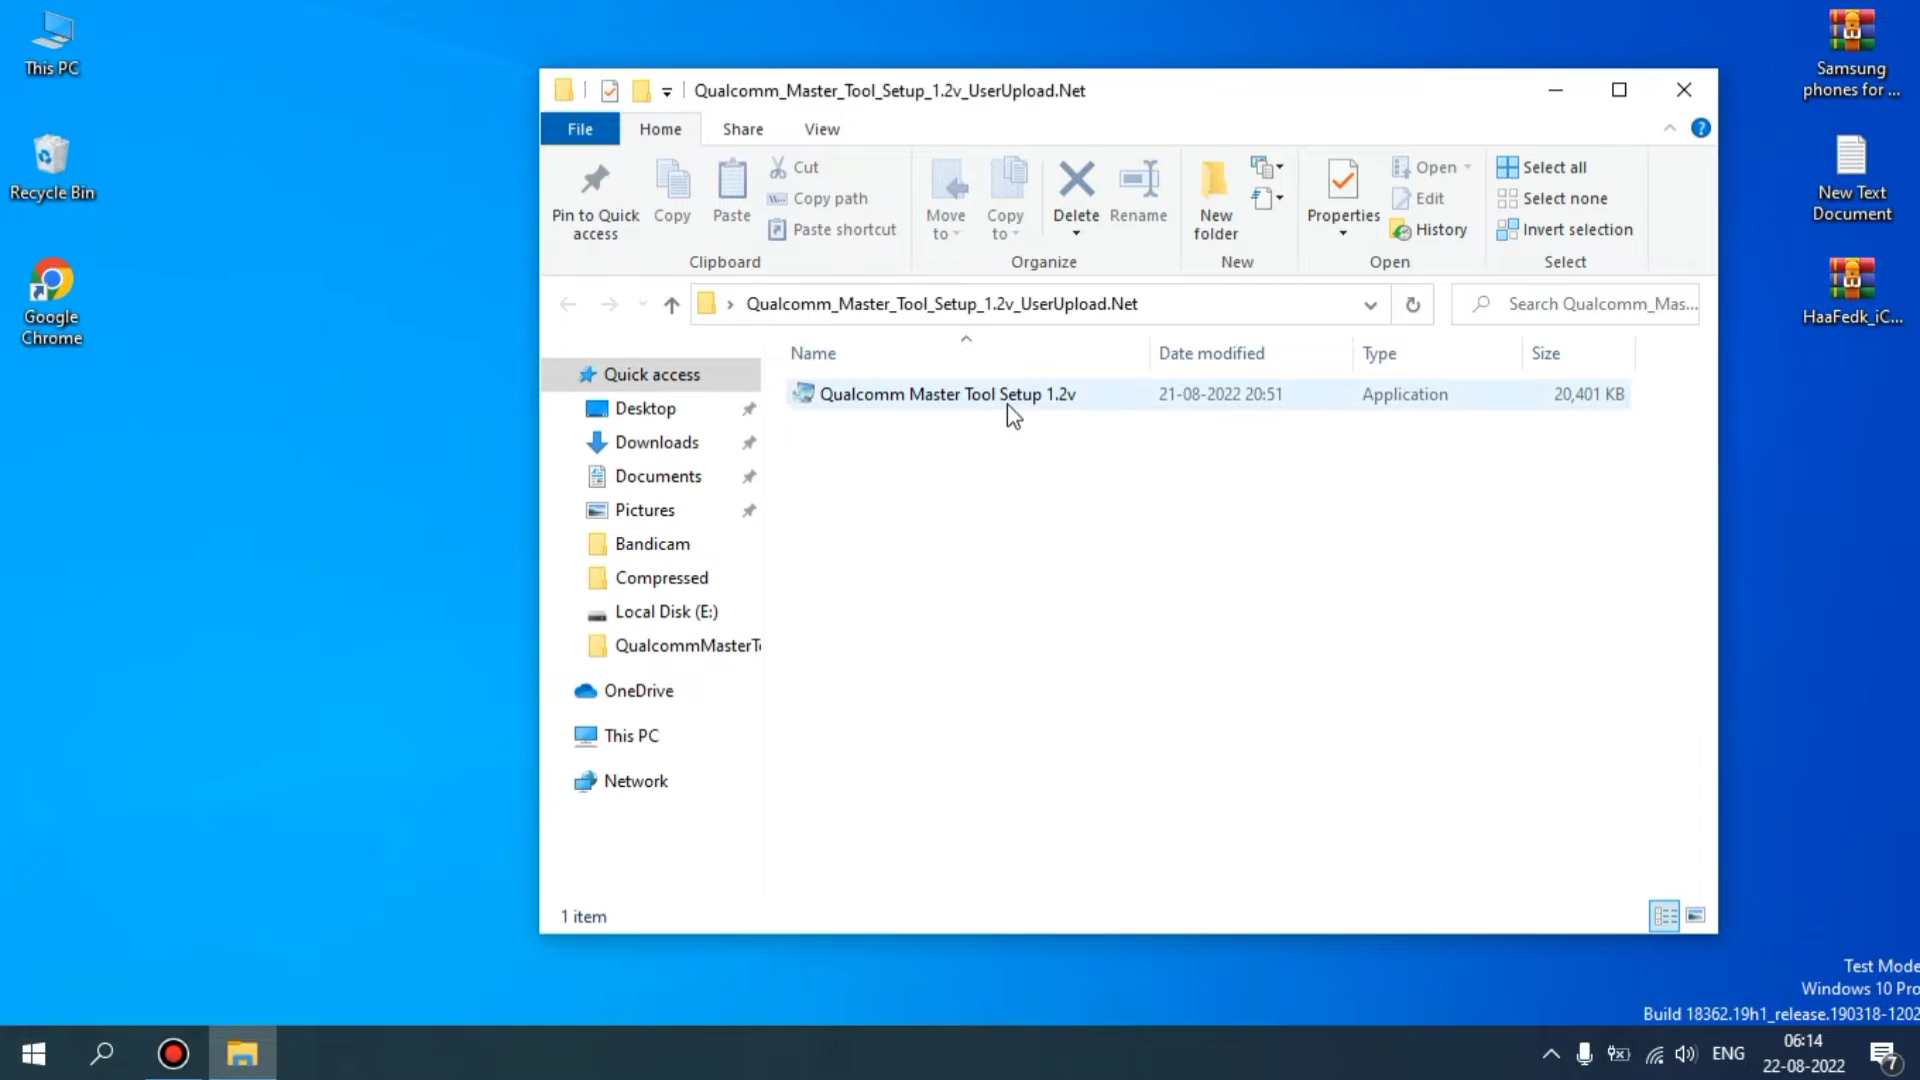 This PC
Recycle Bin
Google
Chrome
Qualcomm_Master_Tool_Setup_1.2v_UserUpload.Net
File Home Share View
Pin to Quick
access
Copy
Paste
Cut
Copy path
Paste shortcut
Clipboard
Move
to
Copy
to
Delete
Rename
Organize
New
folder
New
Properties
Open
Edit
History
Open
Select all
Select none
Invert selection
Select
Qualcomm_Master_Tool_Setup_1.2v_UserUpload.Net
Search Qualcomm_Mas...
Name Date modified Type Size
Qualcomm Master Tool Setup 1.2v 21-08-2022 20:51 Application 20,401 KB
Quick access
Desktop
Downloads
Documents
Pictures
Bandicam
Compressed
Local Disk (E:)
QualcommMasterT
OneDrive
This PC
Network
1 item
Samsung
phones for ...
New Text
Document
HaaFedk_iC...
Test Mode
Windows 10 Pro
Build 18362.19h1_release.190318-1202
ENG
06:14
22-08-2022
7